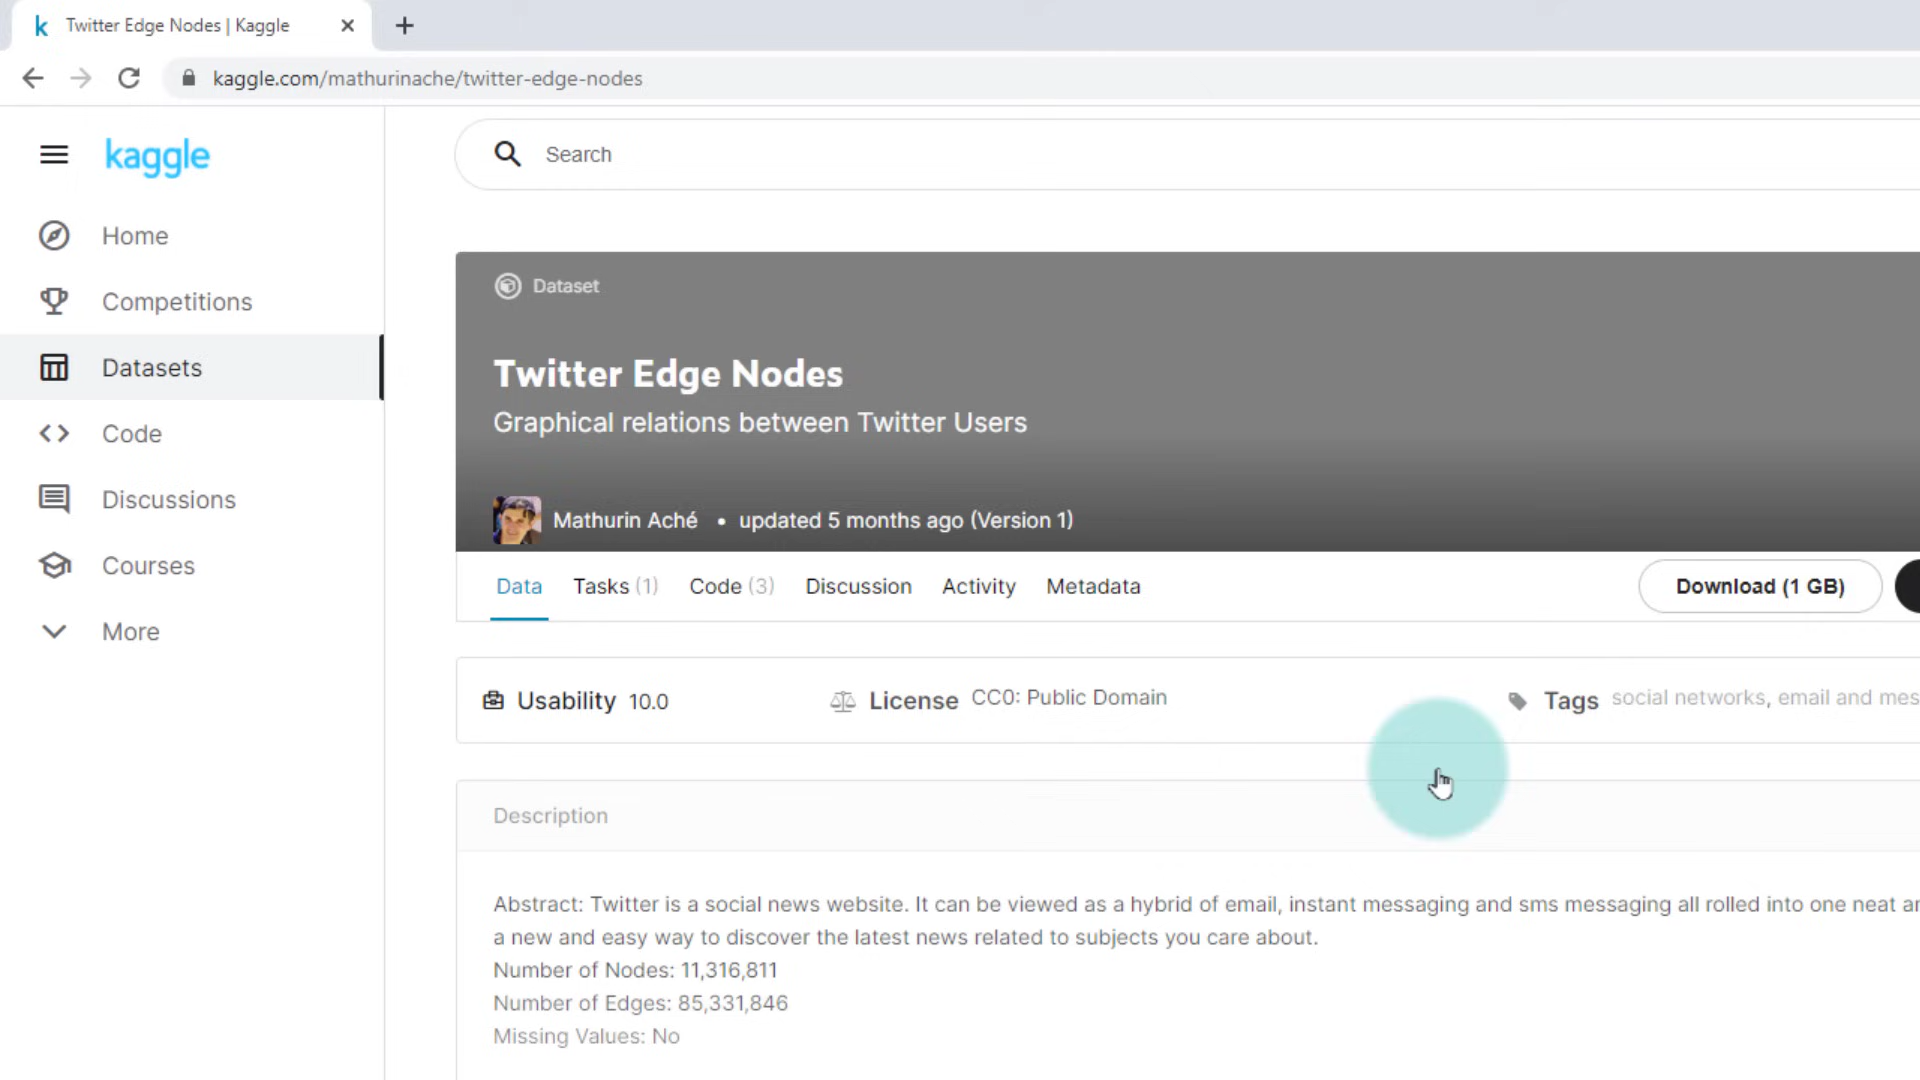 k Twitter Edge Nodes | Kaggle
kaggle.com/mathurinache/twitter-edge-nodes
kaggle
Search
Home
Competitions
Datasets
Code
Discussions
Courses
More
Dataset
Twitter Edge Nodes
Graphical relations between Twitter Users
Mathurin Aché • updated 5 months ago (Version 1)
Data Tasks (1) Code (3) Discussion Activity Metadata Download (1 GB)
Usability 10.0 License CC0: Public Domain Tags social networks, email and mes
Description
Abstract: Twitter is a social news website. It can be viewed as a hybrid of email, instant messaging and sms messaging all rolled into one neat ar
a new and easy way to discover the latest news related to subjects you care about.
Number of Nodes: 11,316,811
Number of Edges: 85,331,846
Missing Values: No